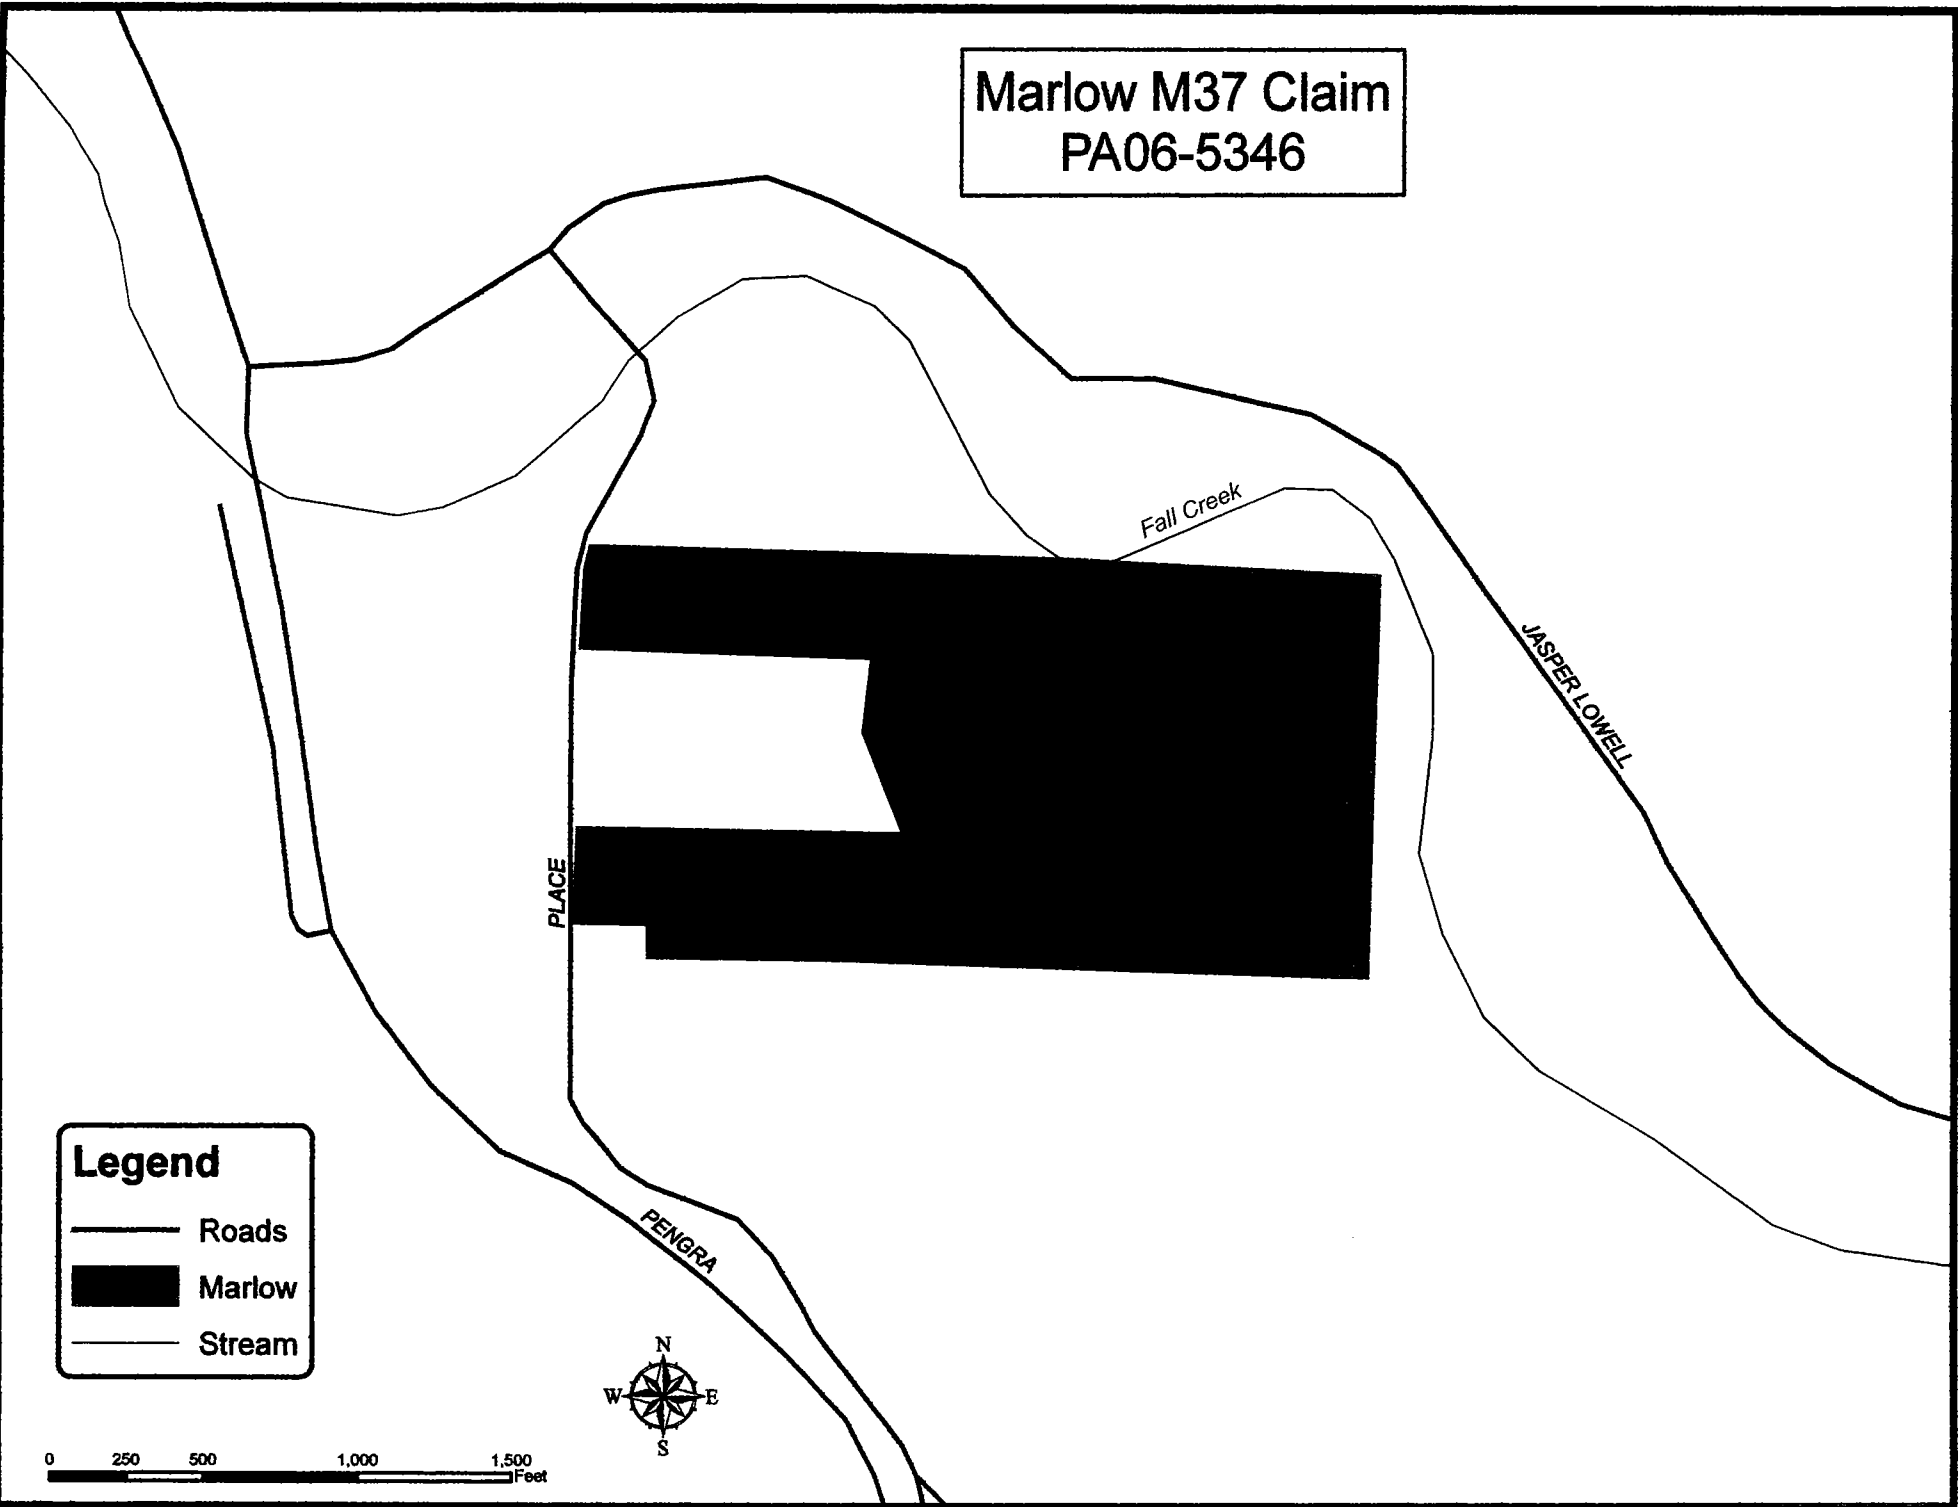 Marlow M37 Claim
PA06-5346
Fall Creek
JASPER LOWELL
PLACE
PENGRA
Legend
Roads
Marlow
Stream
N
W E
S
0 250 500 1,000 1,500
Feet